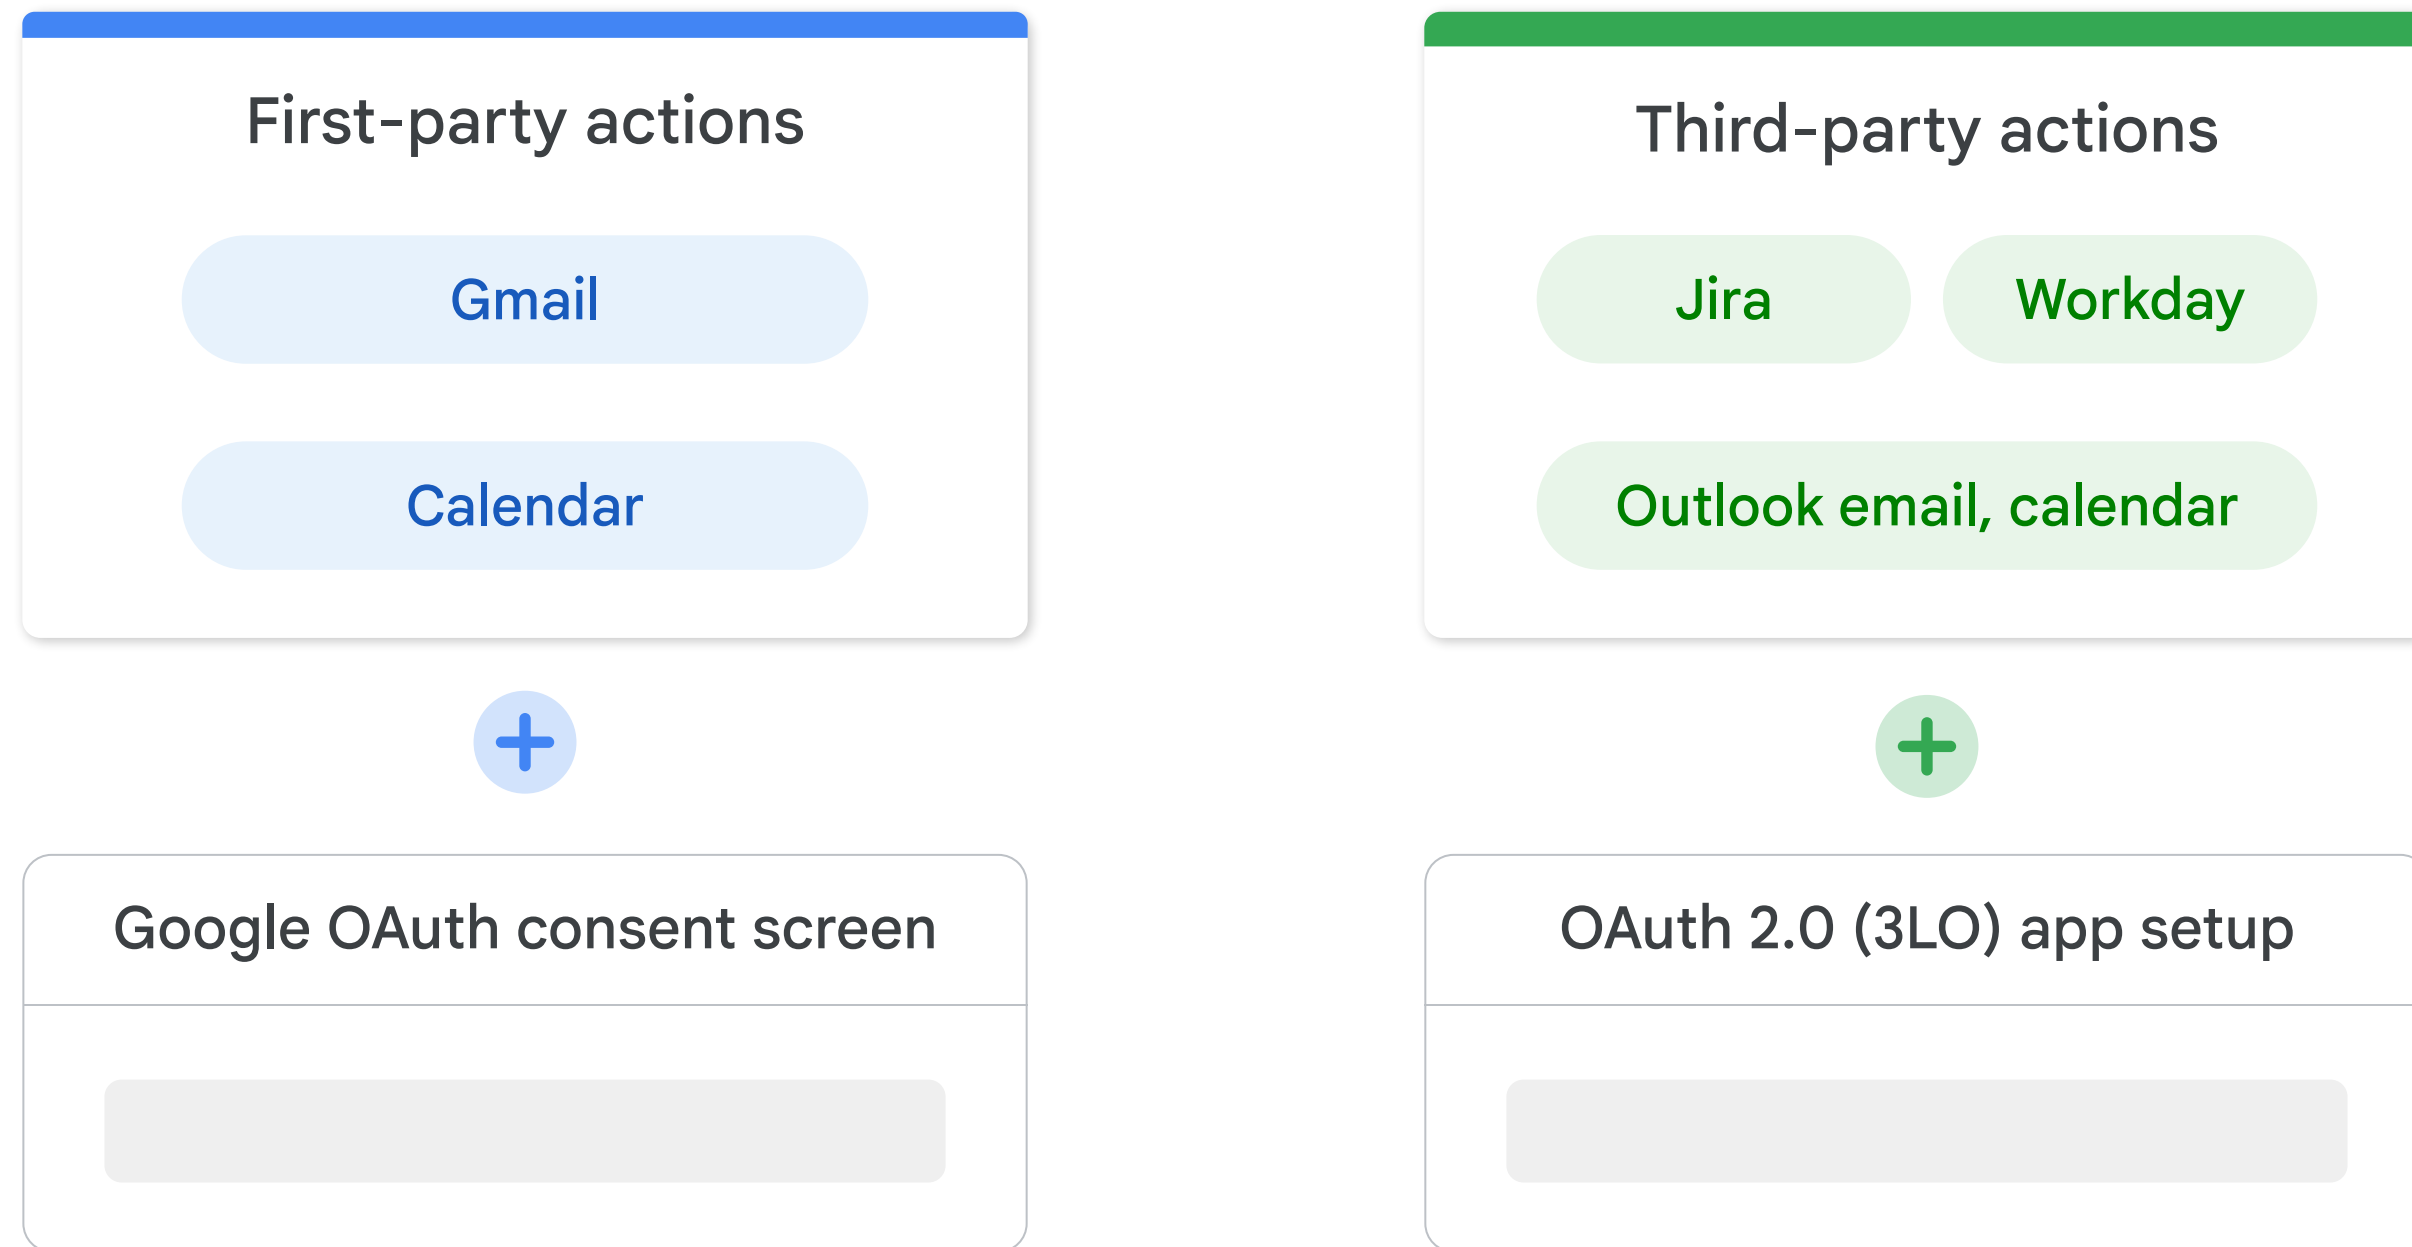 First-party actions
Gmail
Calendar
Google OAuth consent screen
Third-party actions
Jira
Workday
Outlook email, calendar
OAuth 2.0 (3LO) app setup